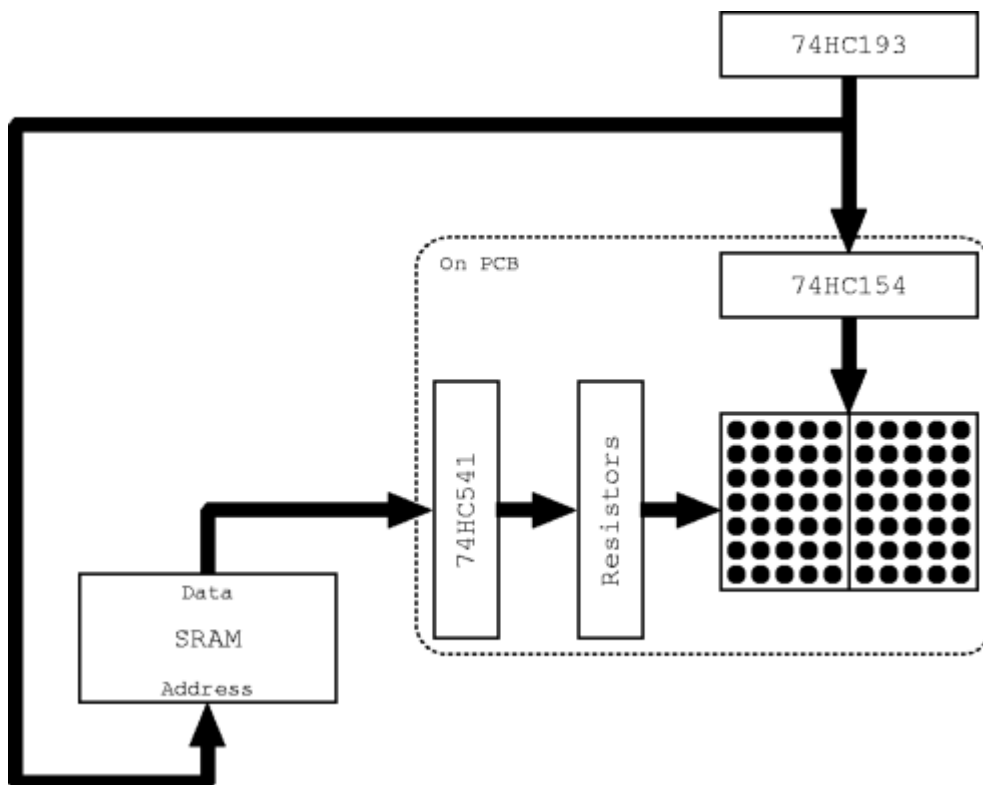 74HC193
On PCB
74HC154
74HC541
Resistors
Data
SRAM
Address